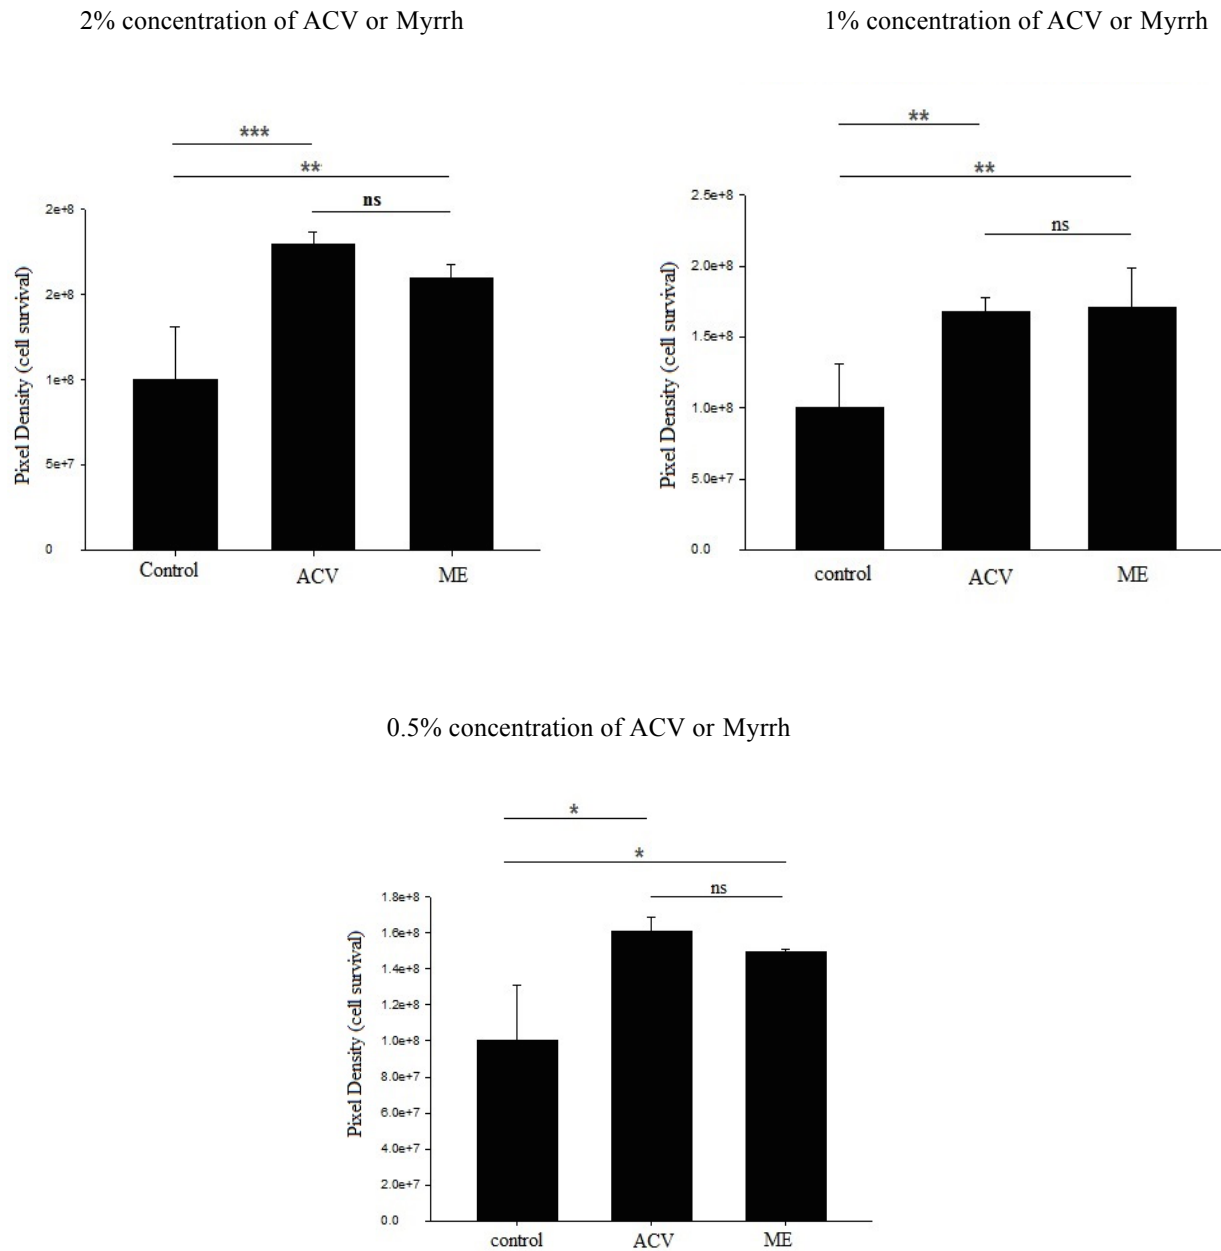 2% concentration of ACV or Myrrh
***
**
ns
2e+8
2e+8
1e+8
5e+7
0
Pixel Density (cell survival)
Control
ACV
ME
1% concentration of ACV or Myrrh
**
**
ns
2.5e+8
2.0e+8
1.5e+8
1.0e+8
5.0e+7
0.0
Pixel Density (cell survival)
control
ACV
ME
0.5% concentration of ACV or Myrrh
*
*
ns
1.8e+8
1.6e+8
1.4e+8
1.2e+8
1.0e+8
8.0e+7
6.0e+7
4.0e+7
2.0e+7
0.0
Pixel Density (cell survival)
control
ACV
ME